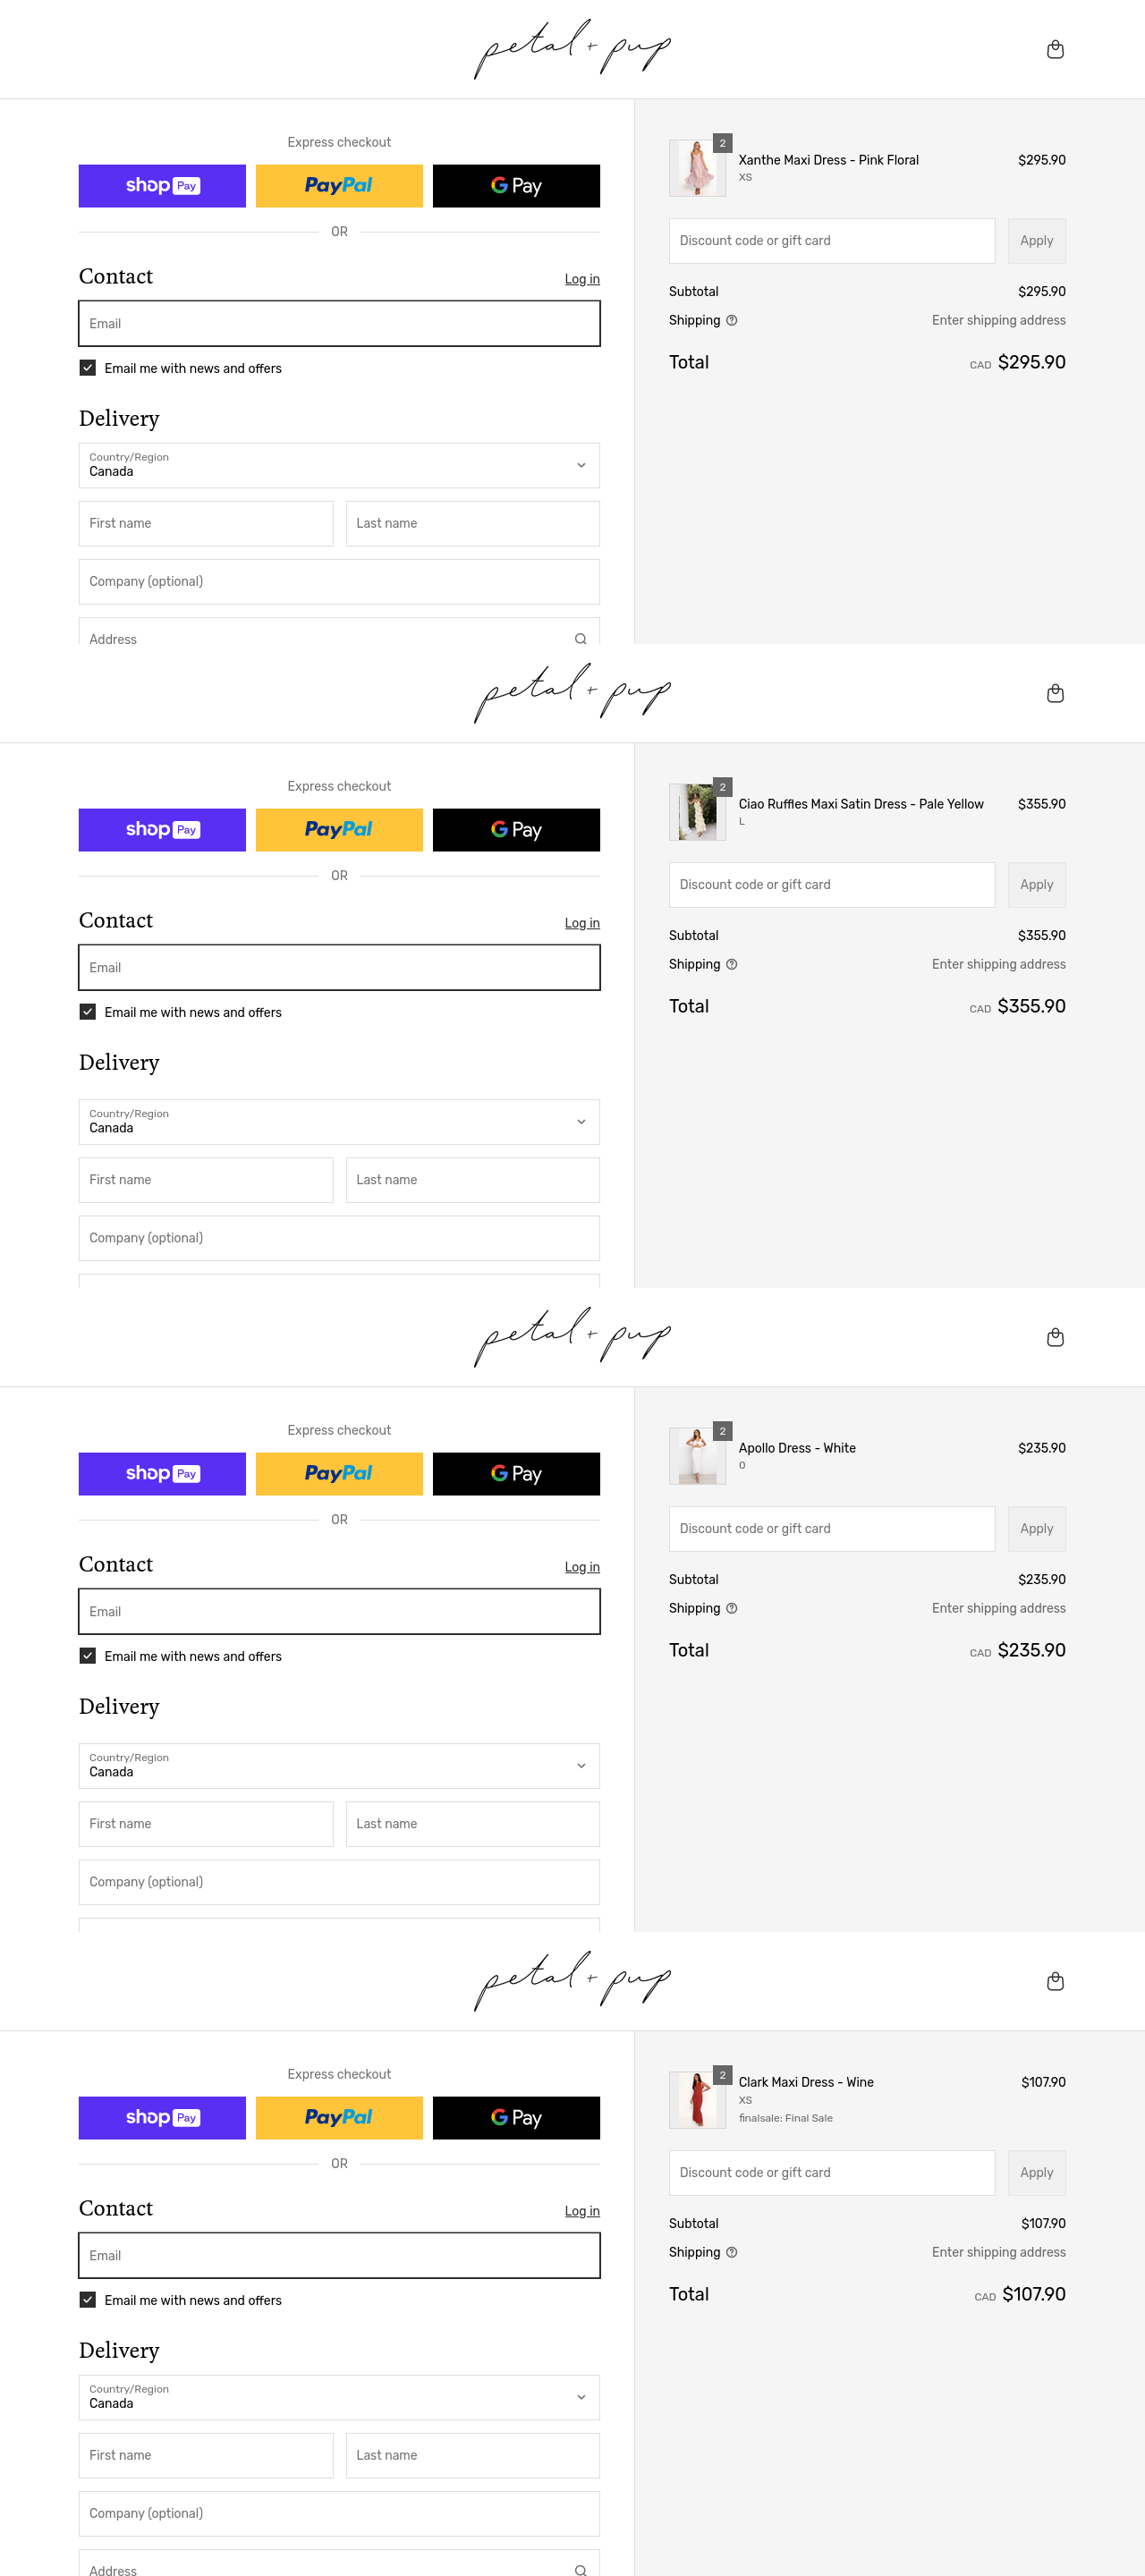 petal + pup
Express checkout
shop Pay
PayPal
G Pay
OR
Contact
Log in
Email
Email me with news and offers
Delivery
Country/Region
Canada
First name
Last name
Company (optional)
Address
2
Xanthe Maxi Dress - Pink Floral
$295.90
XS
Discount code or gift card
Apply
Subtotal
$295.90
Shipping
Enter shipping address
Total
CAD $295.90
petal + pup
Express checkout
shop Pay
PayPal
G Pay
OR
Contact
Log in
Email
Email me with news and offers
Delivery
Country/Region
Canada
First name
Last name
Company (optional)
2
Ciao Ruffles Maxi Satin Dress - Pale Yellow
$355.90
L
Discount code or gift card
Apply
Subtotal
$355.90
Shipping
Enter shipping address
Total
CAD $355.90
petal + pup
Express checkout
shop Pay
PayPal
G Pay
OR
Contact
Log in
Email
Email me with news and offers
Delivery
Country/Region
Canada
First name
Last name
Company (optional)
2
Apollo Dress - White
$235.90
0
Discount code or gift card
Apply
Subtotal
$235.90
Shipping
Enter shipping address
Total
CAD $235.90
petal + pup
Express checkout
shop Pay
PayPal
G Pay
OR
Contact
Log in
Email
Email me with news and offers
Delivery
Country/Region
Canada
First name
Last name
Company (optional)
Address
2
Clark Maxi Dress - Wine
$107.90
XS
finalsale: Final Sale
Discount code or gift card
Apply
Subtotal
$107.90
Shipping
Enter shipping address
Total
CAD $107.90